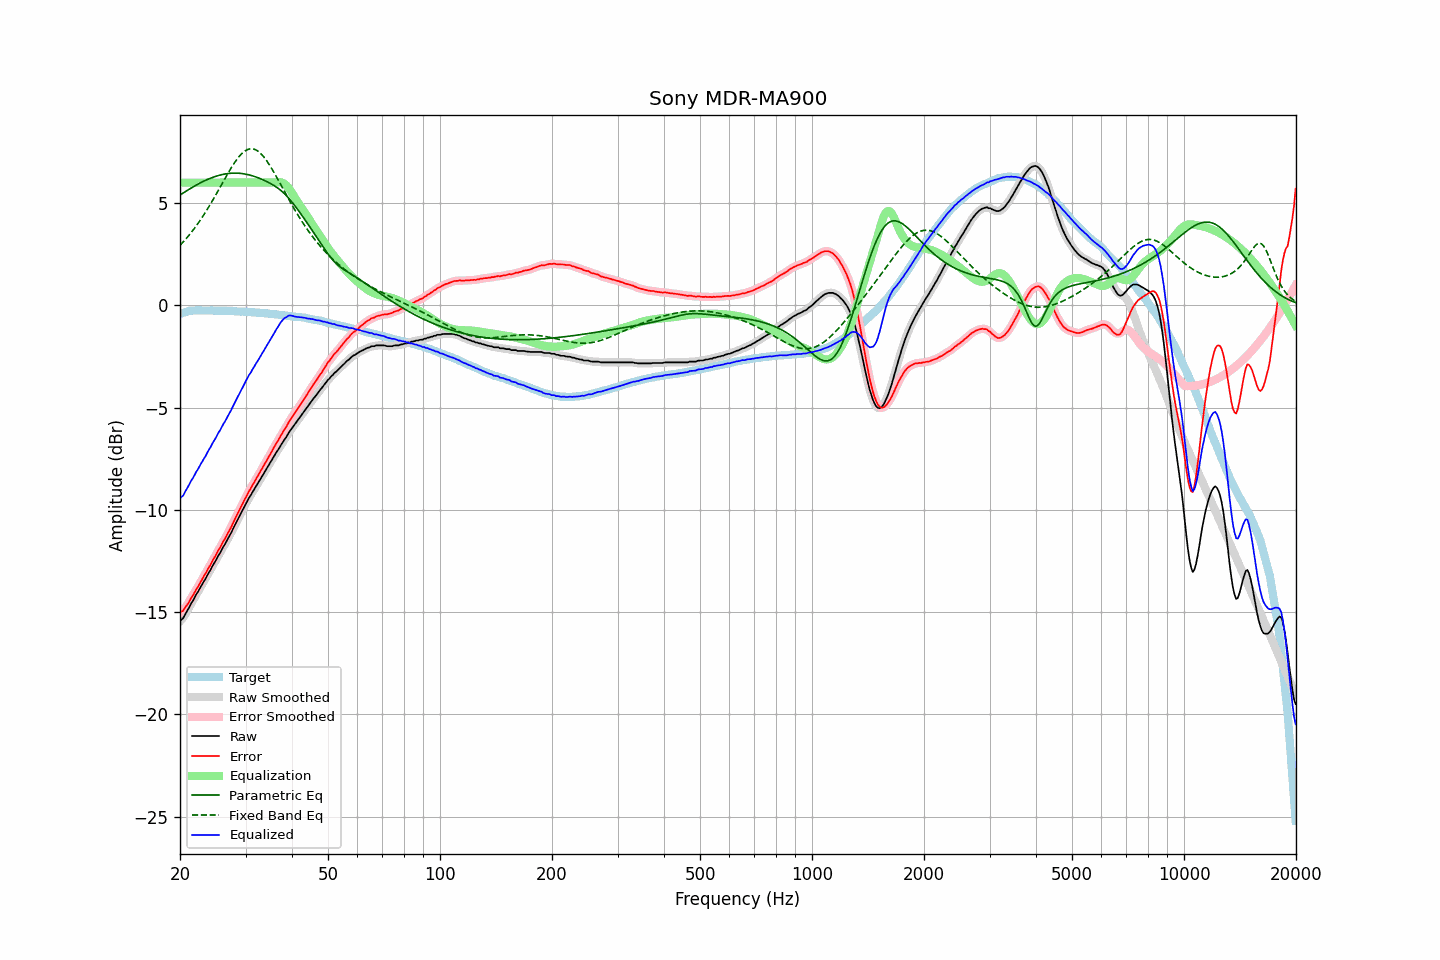 Sony MDR-MA900
5
0
−5
−10
−15
−20
−25
Amplitude (dBr)
Target
Raw Smoothed
Error Smoothed
Raw
Error
Equalization
Parametric Eq
Fixed Band Eq
Equalized
20 50 100 200 500 1000 2000 5000 10000 20000
Frequency (Hz)